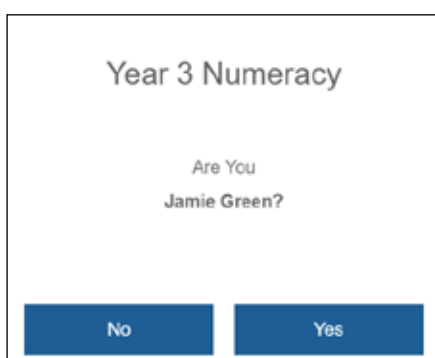 Year 3 Numeracy
Are You
Jamie Green?
No
Yes